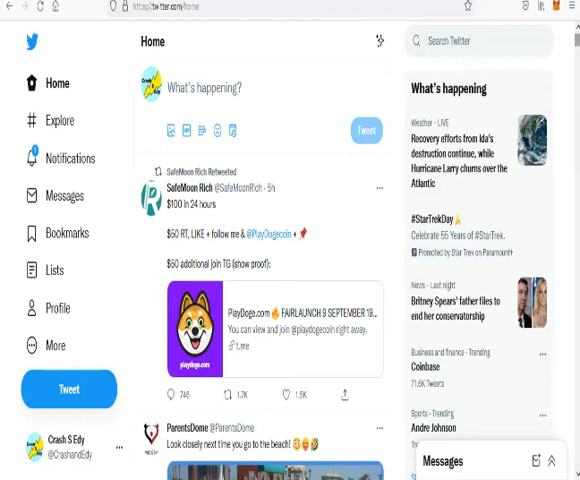 https://twitter.com/home
Home
Explore
Notifications
Messages
Bookmarks
Lists
Profile
More
Tweet
Crash S Edy
@CrashandEdy
Home
What's happening?
Tweet
SafeMoon Rich Retweeted
SafeMoon Rich @SafeMoonRich · 5h
$100 in 24 hours
$50 RT, LIKE + follow me & @PlayDogecoin +
$50 additional join TG (show proof):
playdoge.com
PlayDoge.com 🔥 FAIRLAUNCH 9 SEPTEMBER 19...
You can view and join @playdogecoin right away.
t.me
746
1.7K
1.5K
ParentsDome @ParentsDome
Look closely next time you go to the beach!
Search Twitter
What's happening
Weather · LIVE
Recovery efforts from Ida's
destruction continue, while
Hurricane Larry churns over the
Atlantic
#StarTrekDay
Celebrate 55 Years of #StarTrek.
Promoted by Star Trek on Paramount+
News · Last night
Britney Spears' father files to
end her conservatorship
Business and finance · Trending
Coinbase
71.6K Tweets
Sports · Trending
Andre Johnson
Messages